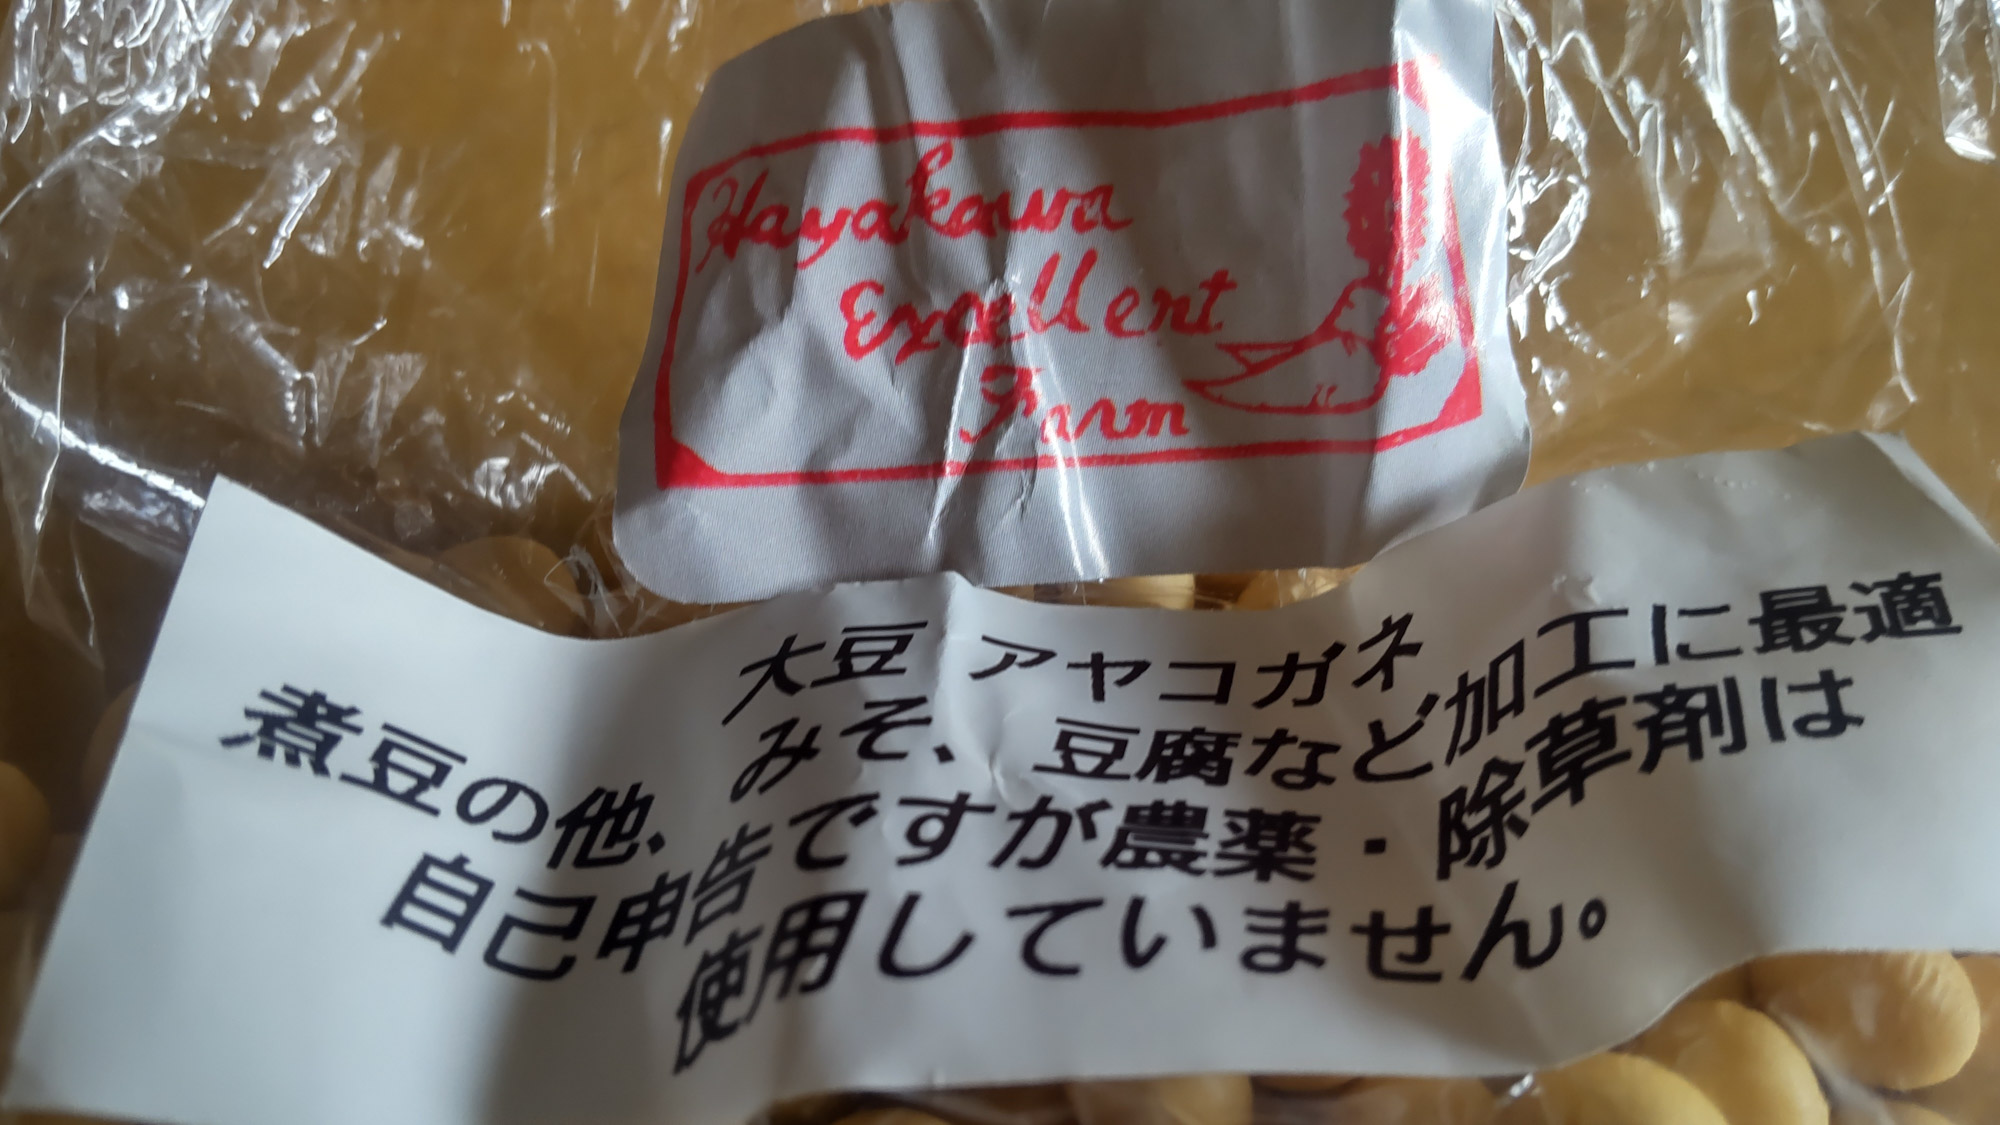 Hayakawa
Excellent
Farm
大豆 アヤコガネ
煮豆の他、みそ、豆腐など加工に最適
自己申告ですが農薬・除草剤は
使用していません。